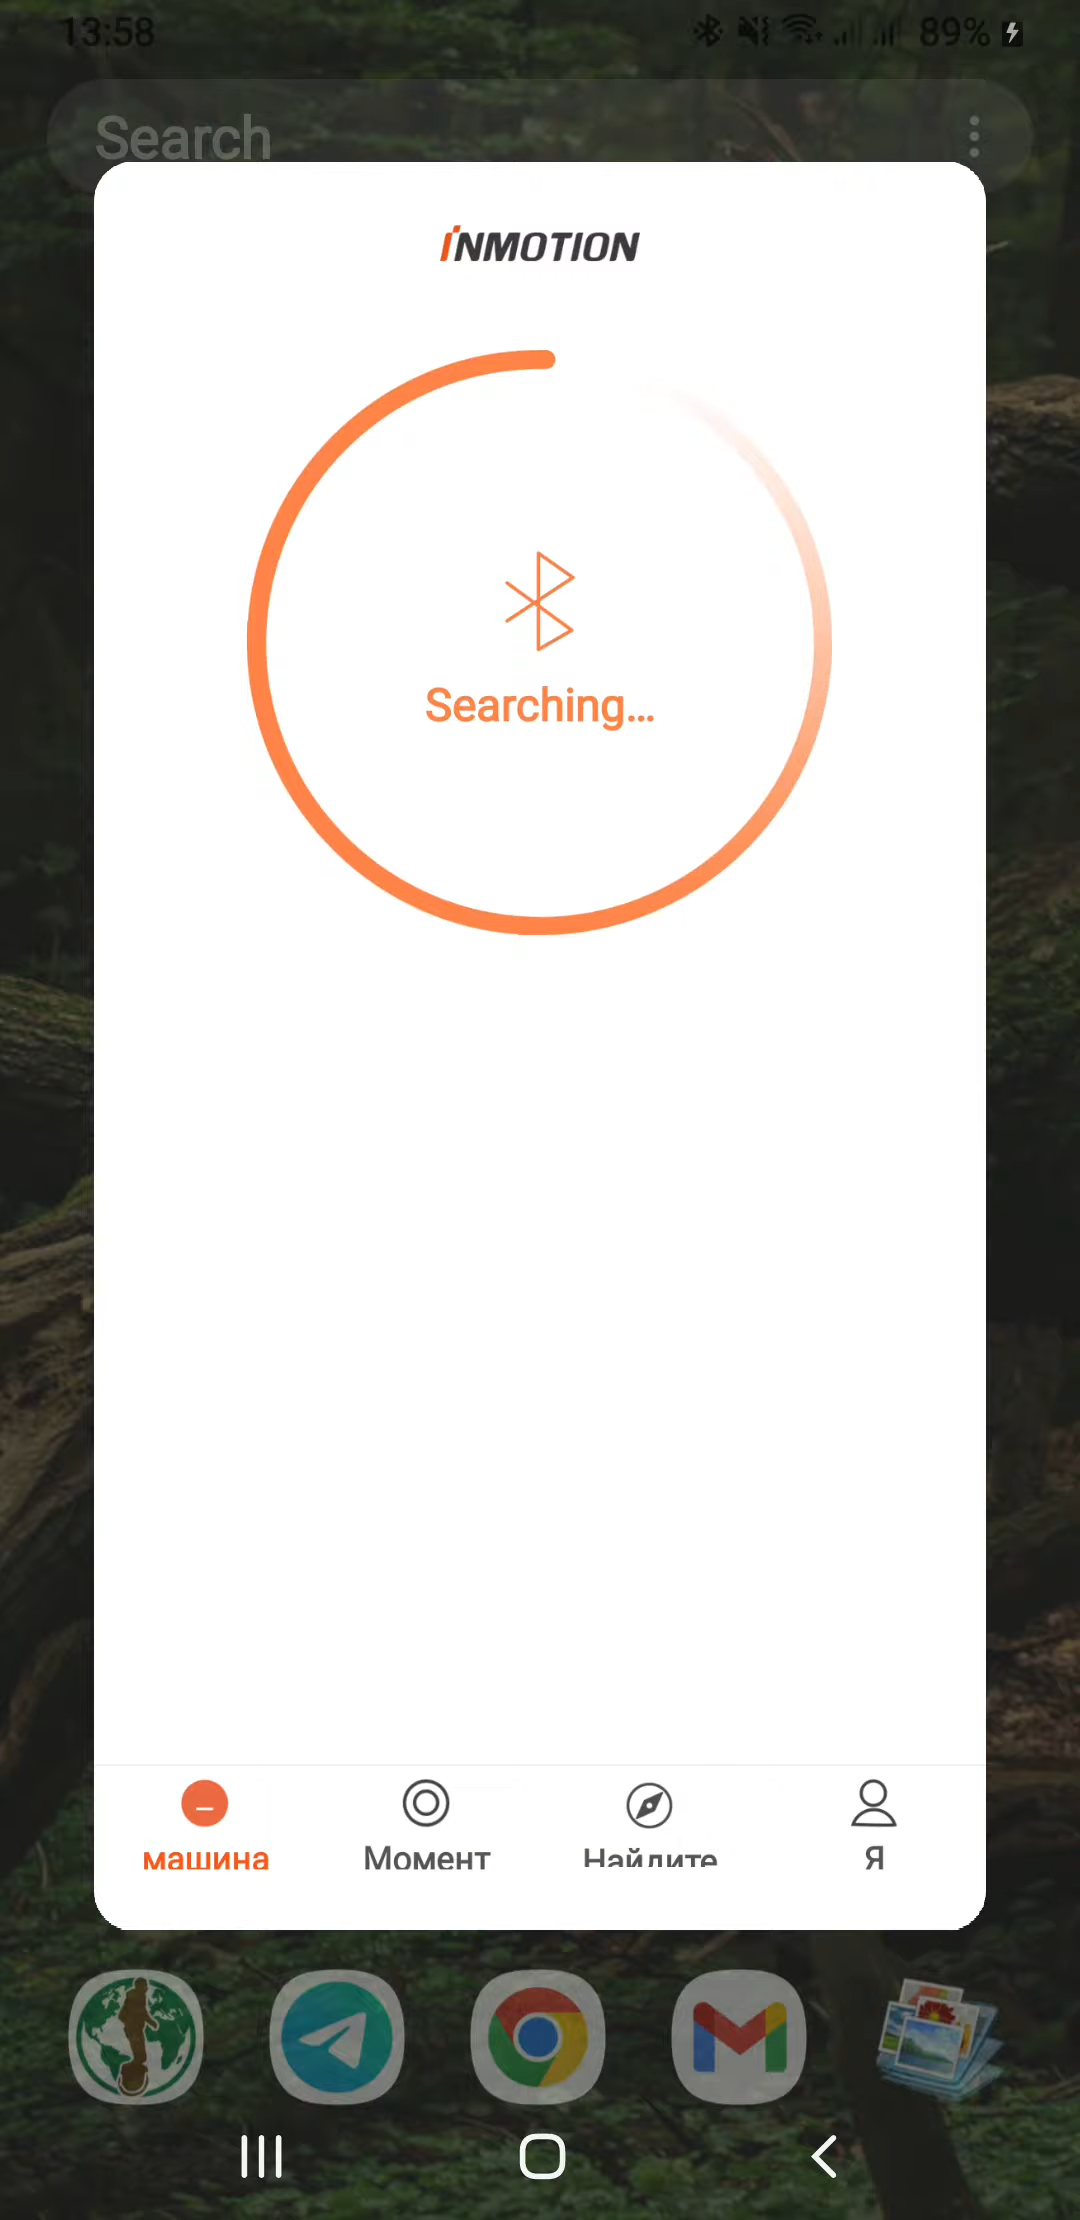 13:58
89%
Search
INMOTION
Searching...
машина
Момент
Найдите
Я